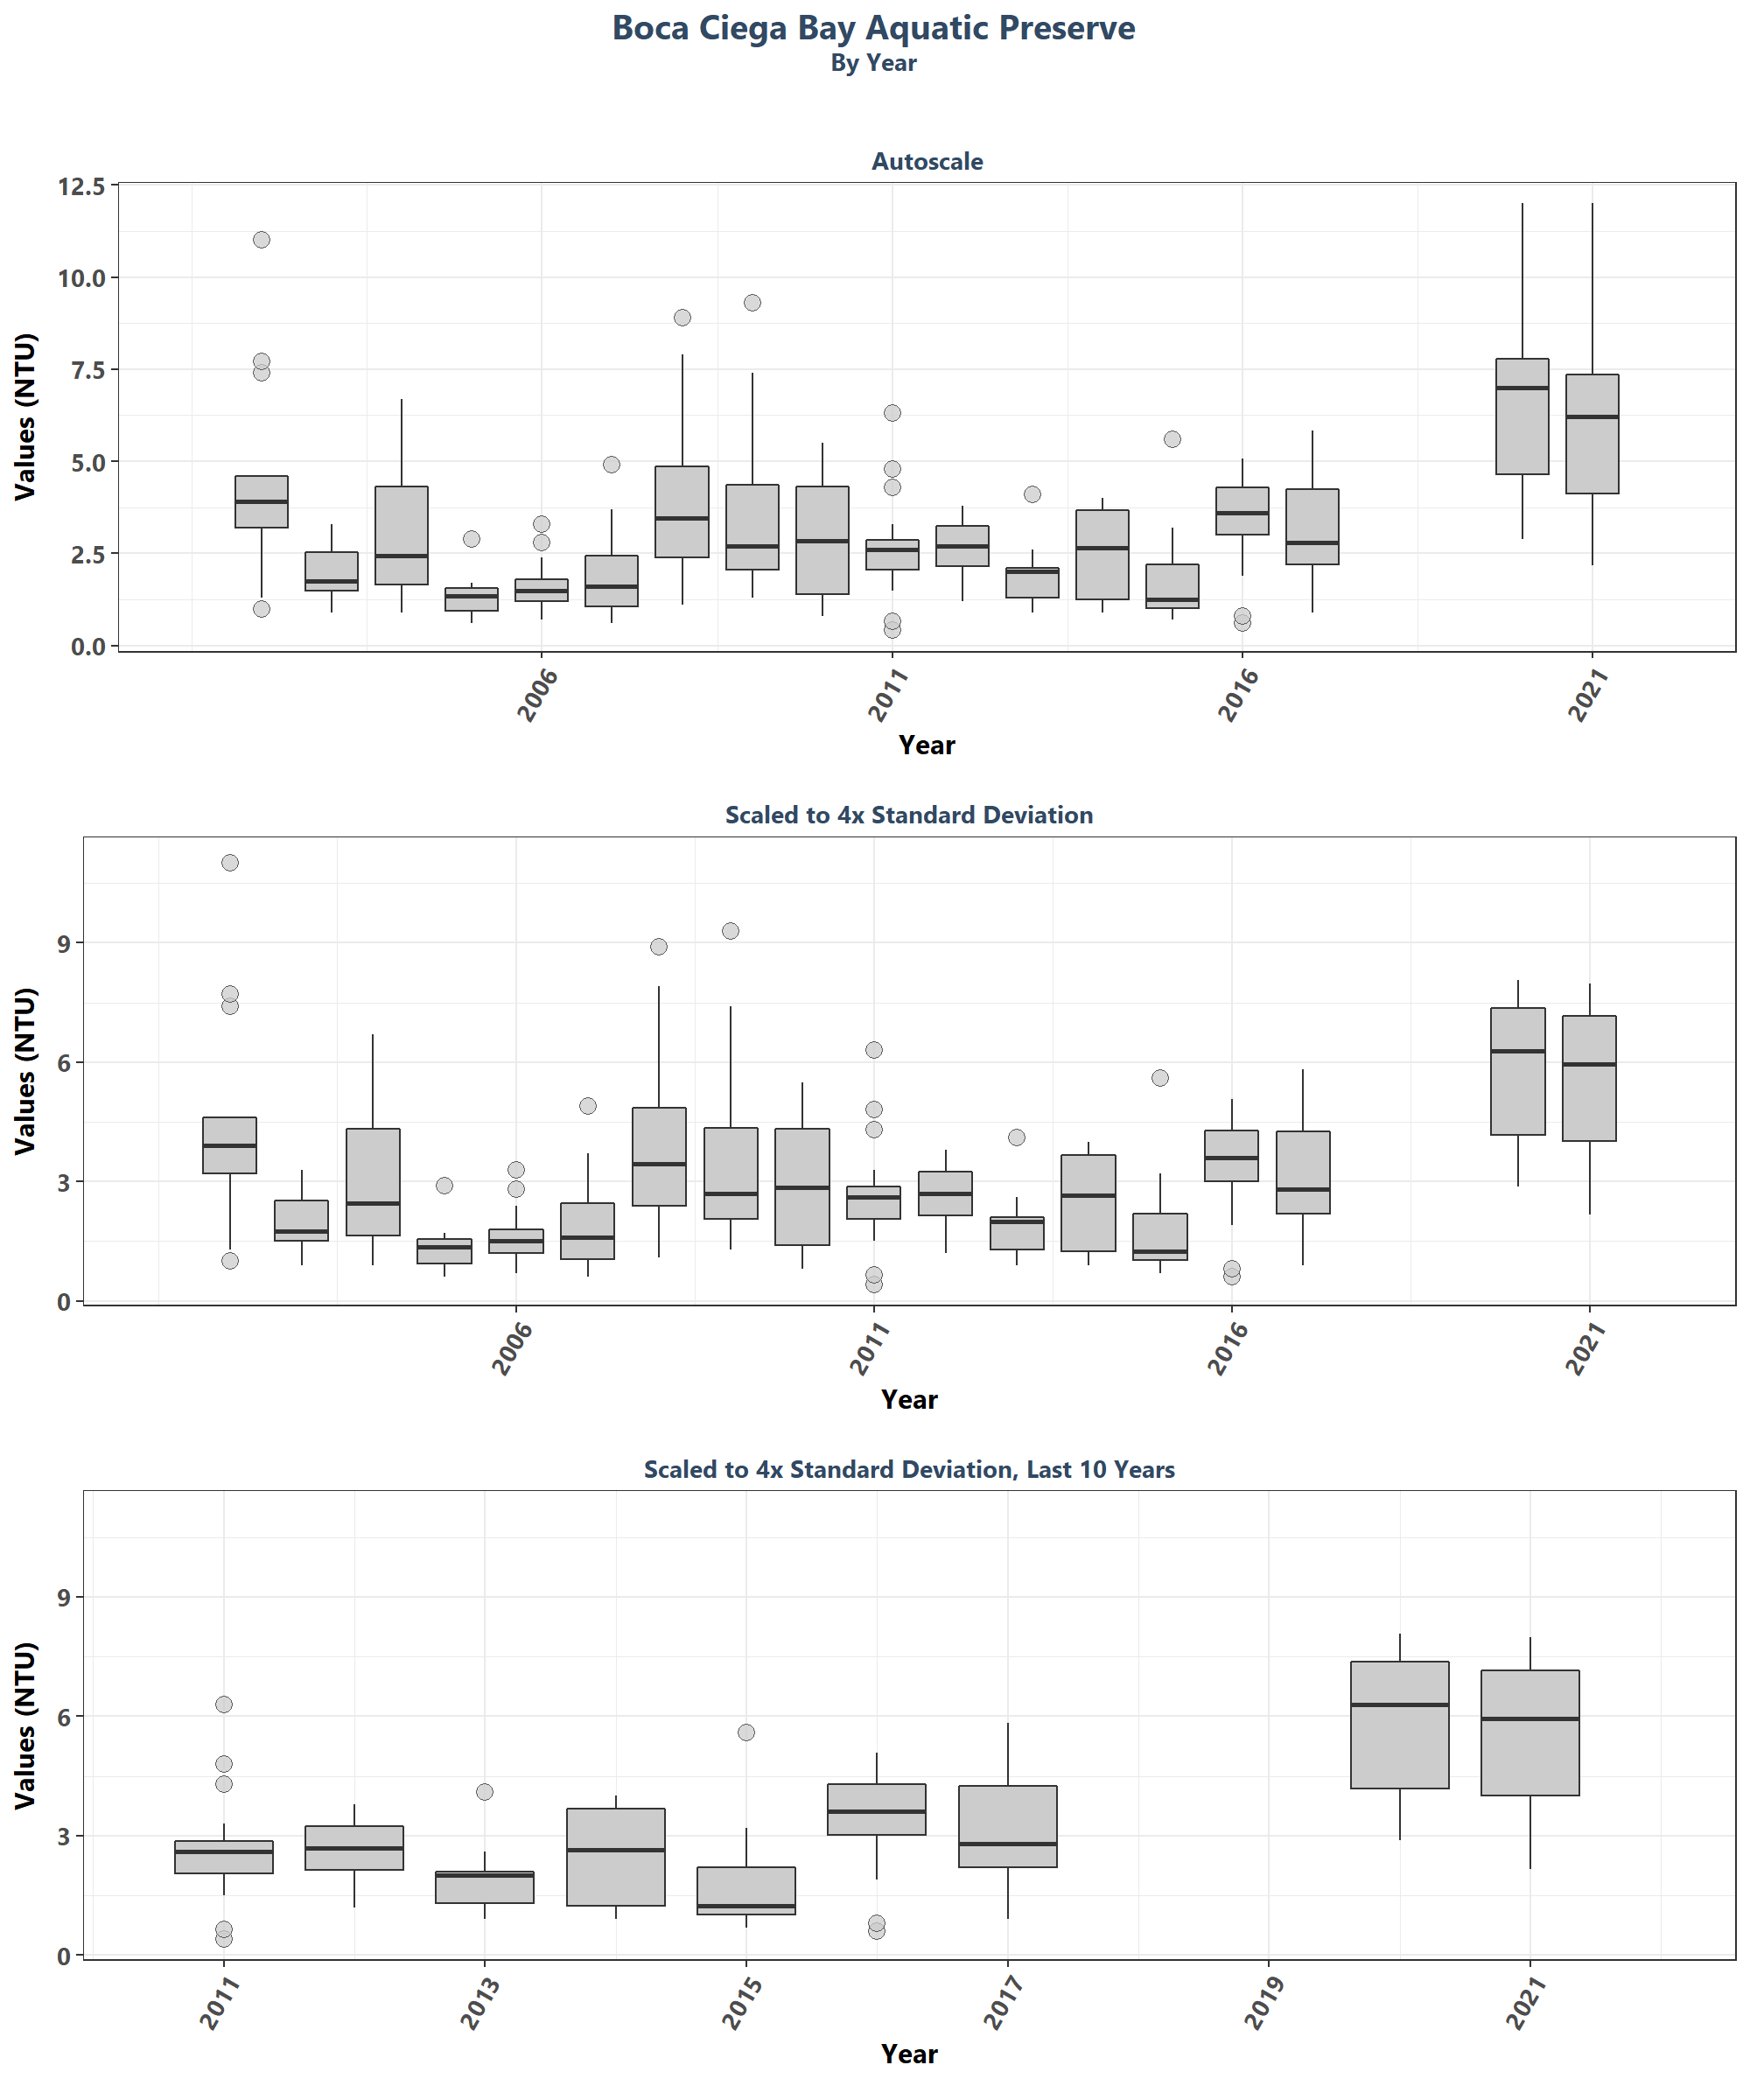 Boca Ciega Bay Aquatic Preserve
By Year
Autoscale
12.5
10.0
7.5
5.0
2.5
0.0
Values (NTU)
2006
2011
2016
2021
Year
Scaled to 4x Standard Deviation
9
6
3
0
Values (NTU)
2006
2011
2016
2021
Year
Scaled to 4x Standard Deviation, Last 10 Years
9
6
3
0
Values (NTU)
2011
2013
2015
2017
2019
2021
Year